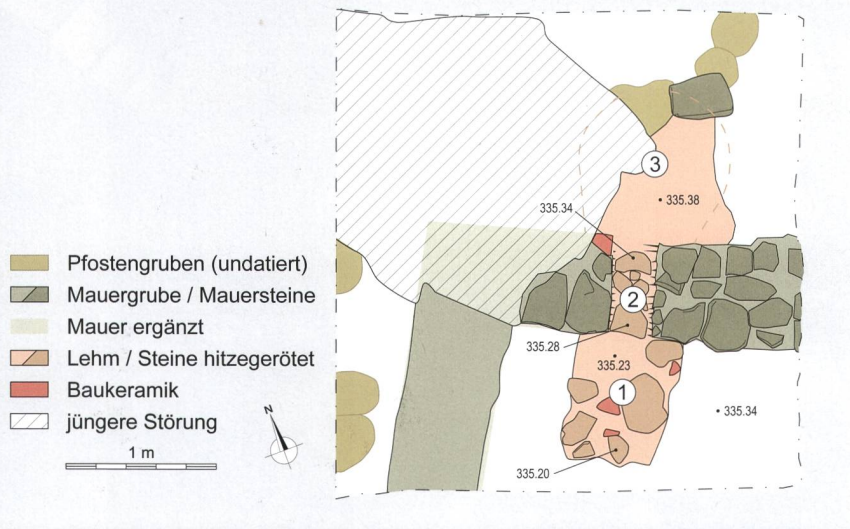 Pfostengruben (undatiert)
Mauergrube / Mauersteine
Mauer ergänzt
Lehm / Steine hitzegerötet
Baukeramik
jüngere Störung
1 m
N
3
335.34
335.38
2
335.28
335.23
1
335.34
335.20